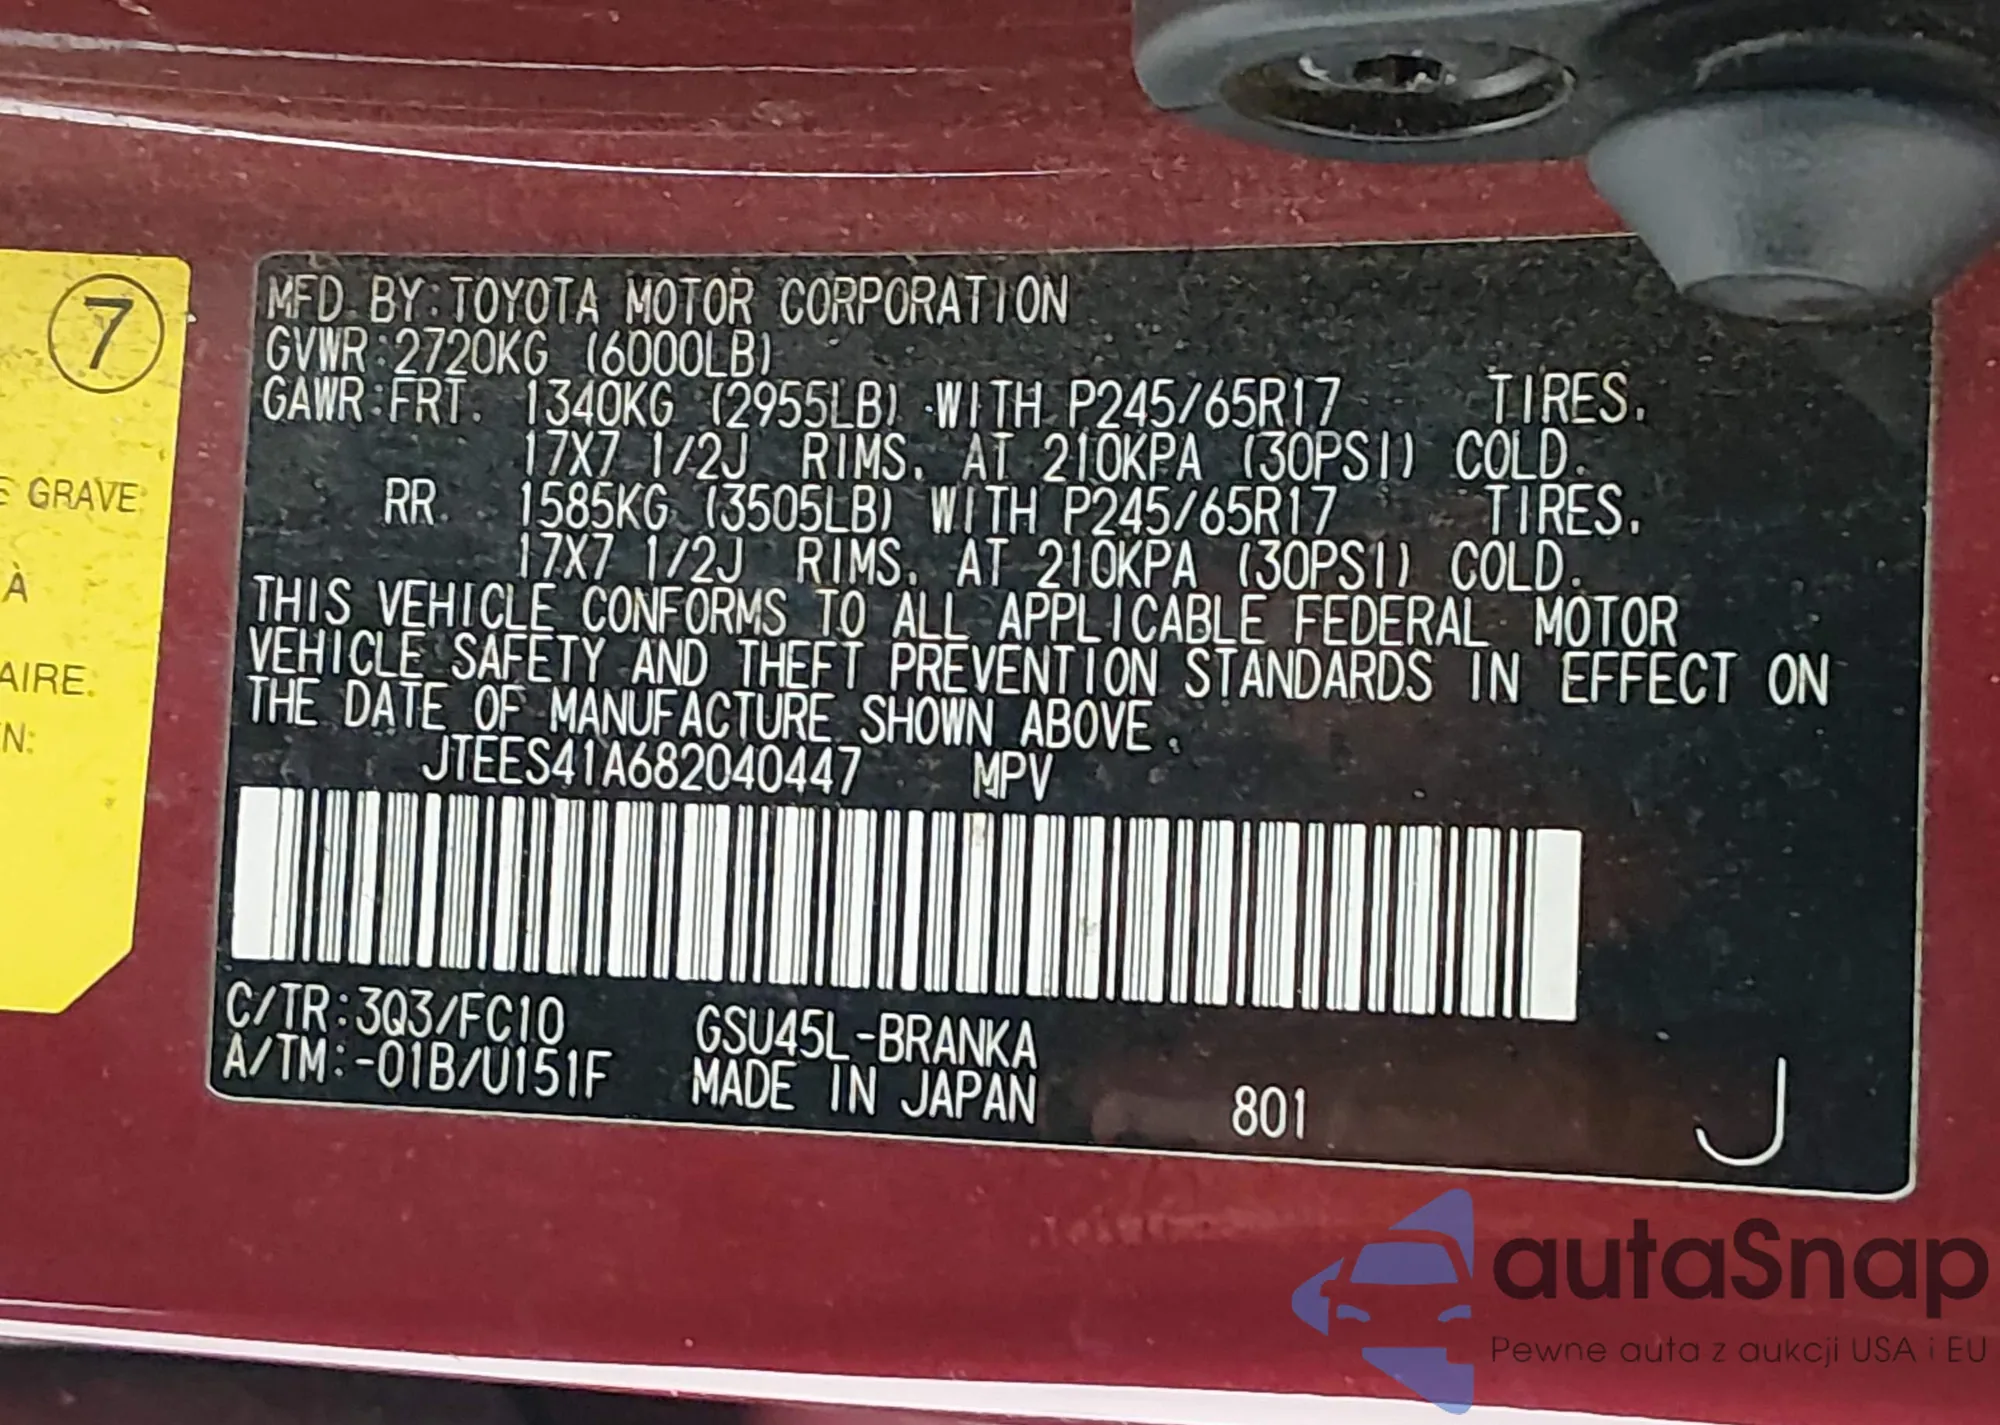 7
E GRAVE
À
AIRE.
EN:
MFD. BY:TOYOTA MOTOR CORPORATION
GVWR:2720KG (6000LB)
GAWR:FRT. 1340KG (2955LB) WITH P245/65R17 TIRES.
17X7 1/2J RIMS. AT 210KPA (30PSI) COLD.
RR. 1585KG (3505LB) WITH P245/65R17 TIRES.
17X7 1/2J RIMS. AT 210KPA (30PSI) COLD.
THIS VEHICLE CONFORMS TO ALL APPLICABLE FEDERAL MOTOR
VEHICLE SAFETY AND THEFT PREVENTION STANDARDS IN EFFECT ON
THE DATE OF MANUFACTURE SHOWN ABOVE.
JTEES41A682040447 MPV
C/TR:3Q3/FC10 GSU45L-BRANKA
A/TM:-01B/U151F MADE IN JAPAN 801 J
autaSnap
Pewne auta z aukcji USA i EU